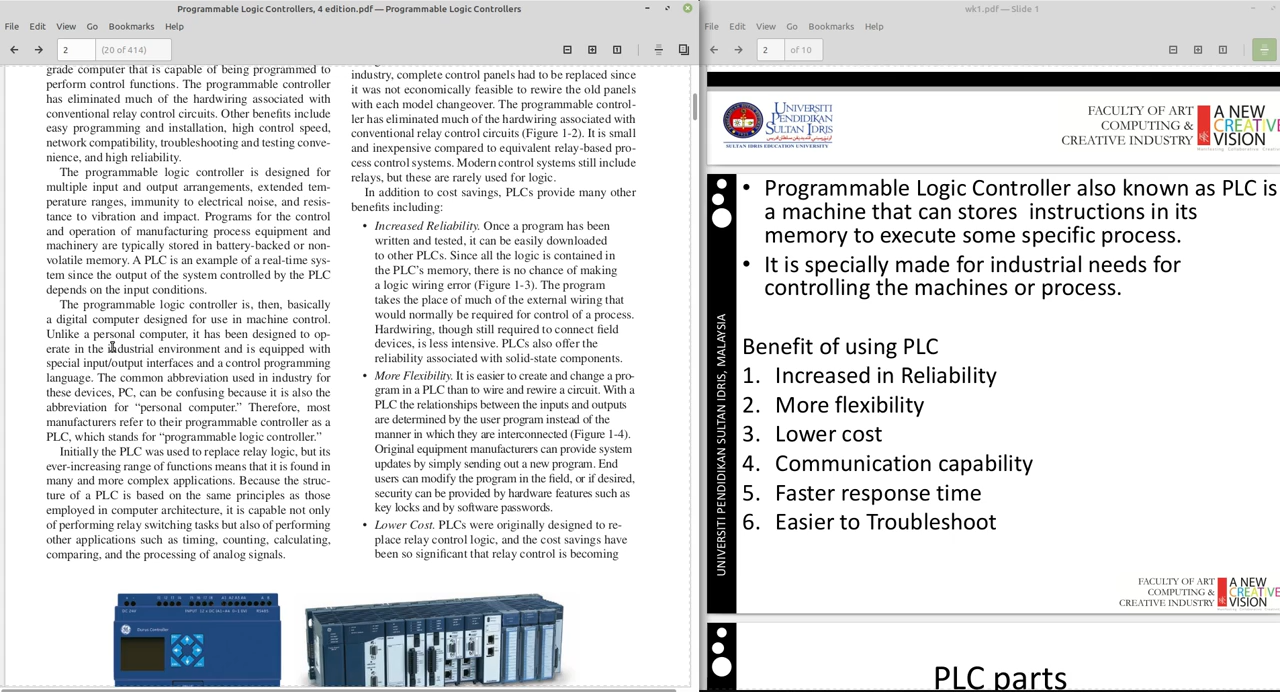 Programmable Logic Controllers, 4 edition.pdf — Programmable Logic Controllers
File Edit View Go Bookmarks Help
2 (20 of 414)
grade computer that is capable of being programmed to
perform control functions. The programmable controller
has eliminated much of the hardwiring associated with
conventional relay control circuits. Other benefits include
easy programming and installation, high control speed,
network compatibility, troubleshooting and testing conve-
nience, and high reliability.
The programmable logic controller is designed for
multiple input and output arrangements, extended tem-
perature ranges, immunity to electrical noise, and resis-
tance to vibration and impact. Programs for the control
and operation of manufacturing process equipment and
machinery are typically stored in battery-backed or non-
volatile memory. A PLC is an example of a real-time sys-
tem since the output of the system controlled by the PLC
depends on the input conditions.
The programmable logic controller is, then, basically
a digital computer designed for use in machine control.
Unlike a personal computer, it has been designed to op-
erate in the industrial environment and is equipped with
special input/output interfaces and a control programming
language. The common abbreviation used in industry for
these devices, PC, can be confusing because it is also the
abbreviation for “personal computer.” Therefore, most
manufacturers refer to their programmable controller as a
PLC, which stands for “programmable logic controller.”
Initially the PLC was used to replace relay logic, but its
ever-increasing range of functions means that it is found in
many and more complex applications. Because the struc-
ture of a PLC is based on the same principles as those
employed in computer architecture, it is capable not only
of performing relay switching tasks but also of performing
other applications such as timing, counting, calculating,
comparing, and the processing of analog signals.
industry, complete control panels had to be replaced since
it was not economically feasible to rewire the old panels
with each model changeover. The programmable control-
ler has eliminated much of the hardwiring associated with
conventional relay control circuits (Figure 1-2). It is small
and inexpensive compared to equivalent relay-based pro-
cess control systems. Modern control systems still include
relays, but these are rarely used for logic.
In addition to cost savings, PLCs provide many other
benefits including:
• Increased Reliability. Once a program has been
written and tested, it can be easily downloaded
to other PLCs. Since all the logic is contained in
the PLC’s memory, there is no chance of making
a logic wiring error (Figure 1-3). The program
takes the place of much of the external wiring that
would normally be required for control of a process.
Hardwiring, though still required to connect field
devices, is less intensive. PLCs also offer the
reliability associated with solid-state components.
• More Flexibility. It is easier to create and change a pro-
gram in a PLC than to wire and rewire a circuit. With a
PLC the relationships between the inputs and outputs
are determined by the user program instead of the
manner in which they are interconnected (Figure 1-4).
Original equipment manufacturers can provide system
updates by simply sending out a new program. End
users can modify the program in the field, or if desired,
security can be provided by hardware features such as
key locks and by software passwords.
• Lower Cost. PLCs were originally designed to re-
place relay control logic, and the cost savings have
been so significant that relay control is becoming
wk1.pdf — Slide 1
File Edit View Go Bookmarks Help
2 of 10
UNIVERSITI
PENDIDIKAN
SULTAN IDRIS
SULTAN IDRIS EDUCATION UNIVERSITY
FACULTY OF ART
COMPUTING &
CREATIVE INDUSTRY
A NEW
CREATIVE
VISION
• Programmable Logic Controller also known as PLC is
a machine that can stores instructions in its
memory to execute some specific process.
• It is specially made for industrial needs for
controlling the machines or process.
Benefit of using PLC
1. Increased in Reliability
2. More flexibility
3. Lower cost
4. Communication capability
5. Faster response time
6. Easier to Troubleshoot
UNIVERSITI PENDIDIKAN SULTAN IDRIS, MALAYSIA
FACULTY OF ART
COMPUTING &
CREATIVE INDUSTRY
A NEW
CREATIVE
VISION
PLC parts